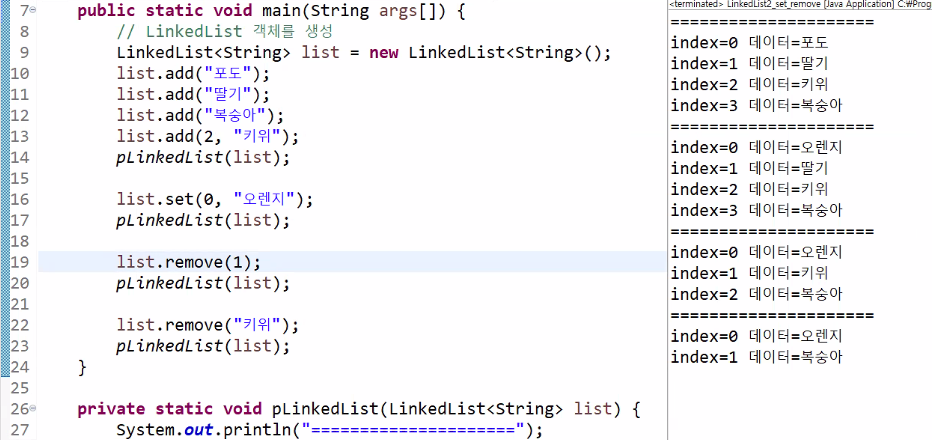 7 public static void main(String args[]) {
8 // LinkedList 객체를 생성
9 LinkedList<String> list = new LinkedList<String>();
10 list.add("포도");
11 list.add("딸기");
12 list.add("복숭아");
13 list.add(2, "키위");
14 pLinkedList(list);
15
16 list.set(0, "오렌지");
17 pLinkedList(list);
18
19 list.remove(1);
20 pLinkedList(list);
21
22 list.remove("키위");
23 pLinkedList(list);
24 }
25
26 private static void pLinkedList(LinkedList<String> list) {
27 System.out.println("=====================");
<terminated> LinkedList2_set_remove [Java Application] C:\Prog
=====================
index=0 데이터=포도
index=1 데이터=딸기
index=2 데이터=키위
index=3 데이터=복숭아
=====================
index=0 데이터=오렌지
index=1 데이터=딸기
index=2 데이터=키위
index=3 데이터=복숭아
=====================
index=0 데이터=오렌지
index=1 데이터=키위
index=2 데이터=복숭아
=====================
index=0 데이터=오렌지
index=1 데이터=복숭아